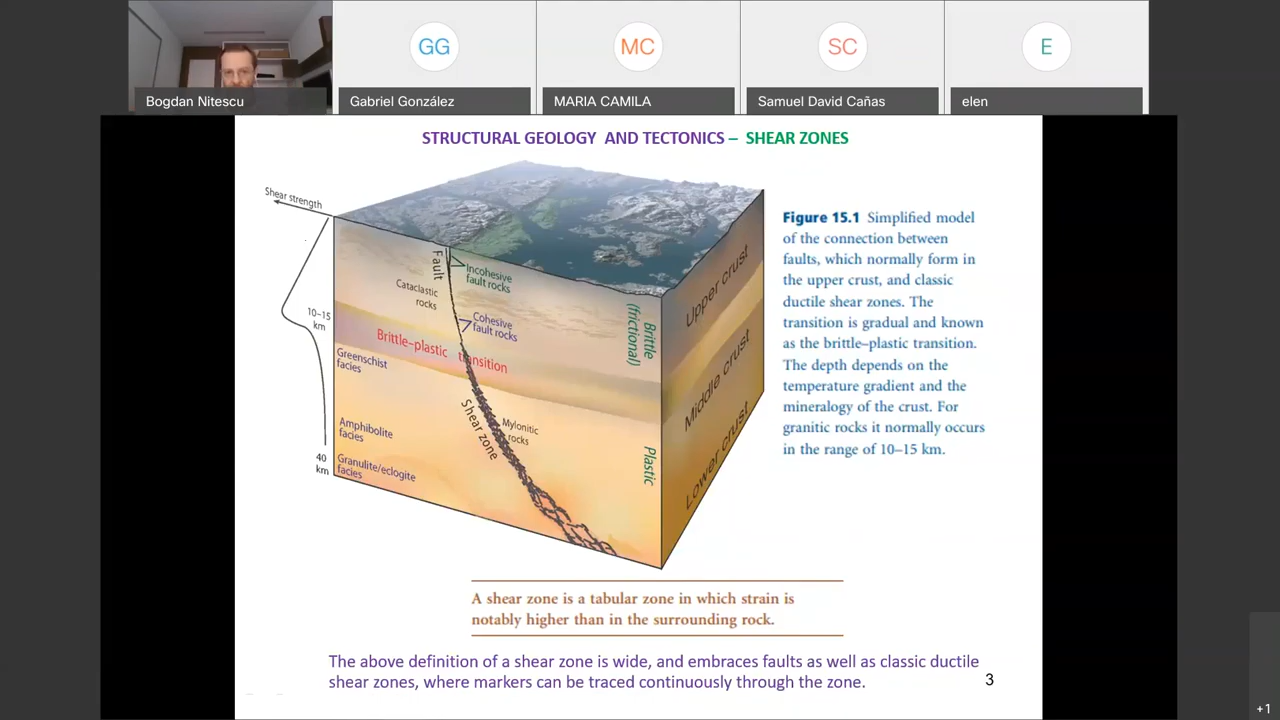 GG
MC
SC
E
Bogdan Nitescu
Gabriel González
MARIA CAMILA
Samuel David Cañas
elen
STRUCTURAL GEOLOGY AND TECTONICS – SHEAR ZONES
Shear strength
10–15
km
40
km
Fault
Incohesive
fault rocks
Cataclastic
rocks
Cohesive
fault rocks
Brittle–plastic transition
Greenschist
facies
Shear zone
Mylonitic
rocks
Amphibolite
facies
Granulite/eclogite
facies
Brittle
(frictional)
Plastic
Upper crust
Middle crust
Lower crust
Figure 15.1 Simplified model
of the connection between
faults, which normally form in
the upper crust, and classic
ductile shear zones. The
transition is gradual and known
as the brittle–plastic transition.
The depth depends on the
temperature gradient and the
mineralogy of the crust. For
granitic rocks it normally occurs
in the range of 10–15 km.
A shear zone is a tabular zone in which strain is
notably higher than in the surrounding rock.
The above definition of a shear zone is wide, and embraces faults as well as classic ductile
shear zones, where markers can be traced continuously through the zone.
3
+1